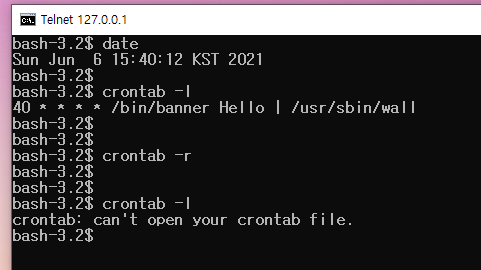 Telnet 127.0.0.1
bash-3.2$ date
Sun Jun  6 15:40:12 KST 2021
bash-3.2$
bash-3.2$ crontab -l
40 * * * * /bin/banner Hello | /usr/sbin/wall
bash-3.2$
bash-3.2$
bash-3.2$ crontab -r
bash-3.2$
bash-3.2$
bash-3.2$ crontab -l
crontab: can't open your crontab file.
bash-3.2$